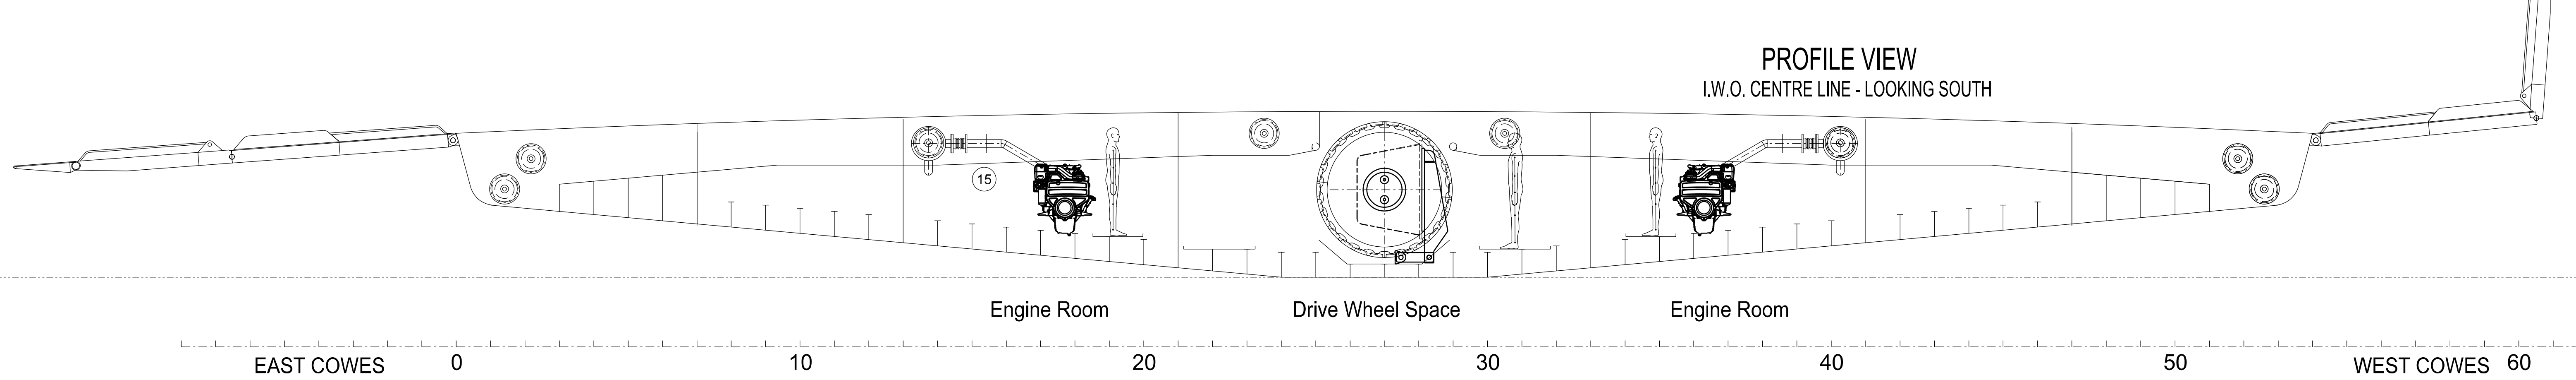 PROFILE VIEW
I.W.O. CENTRE LINE - LOOKING SOUTH
15
Engine Room Drive Wheel Space Engine Room
EAST COWES 0 10 20 30 40 50 WEST COWES 60